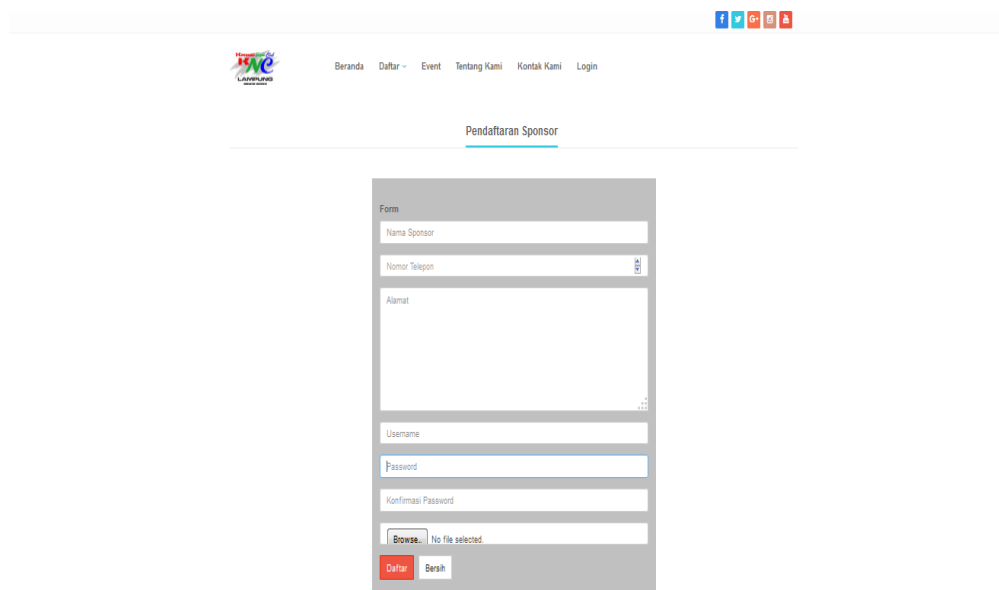 KNC
LAMPUNG
Beranda Daftar Event Tentang Kami Kontak Kami Login
Pendaftaran Sponsor
Form
Nama Sponsor
Nomor Telepon
Alamat
Username
Password
Konfirmasi Password
Browse.. No file selected.
Daftar Bersih